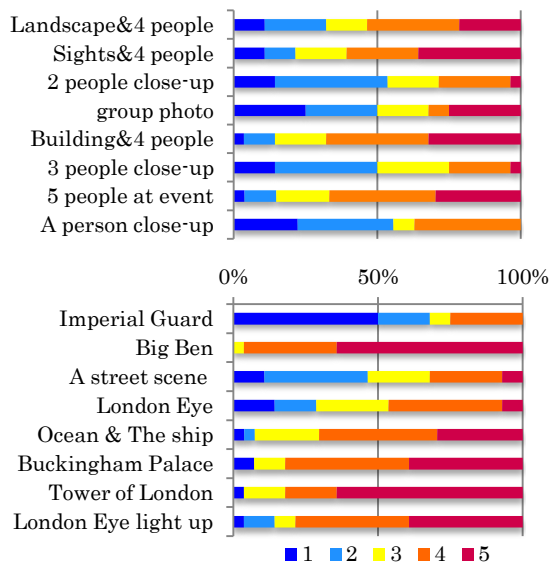 Landscape&4 people
Sights&4 people
2 people close-up
group photo
Building&4 people
3 people close-up
5 people at event
A person close-up
0% 50% 100%
Imperial Guard
Big Ben
A street scene
London Eye
Ocean & The ship
Buckingham Palace
Tower of London
London Eye light up
1 2 3 4 5